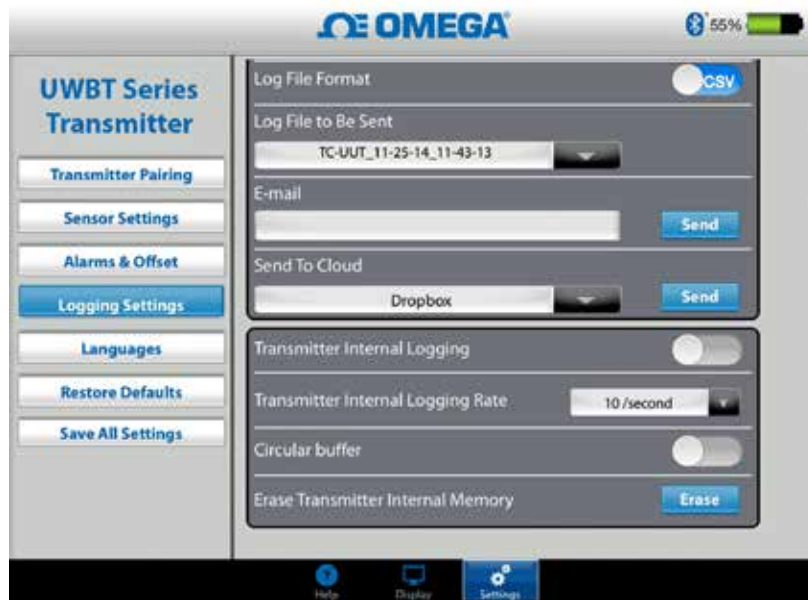 OMEGA
55%
UWBT Series
Transmitter
Transmitter Pairing
Sensor Settings
Alarms & Offset
Logging Settings
Languages
Restore Defaults
Save All Settings
Log File Format
CSV
Log File to Be Sent
TC-UUT_11-25-14_11-43-13
E-mail
Send
Send To Cloud
Dropbox
Send
Transmitter Internal Logging
Transmitter Internal Logging Rate
10 /second
Circular buffer
Erase Transmitter Internal Memory
Erase
?
Help
Display
Settings